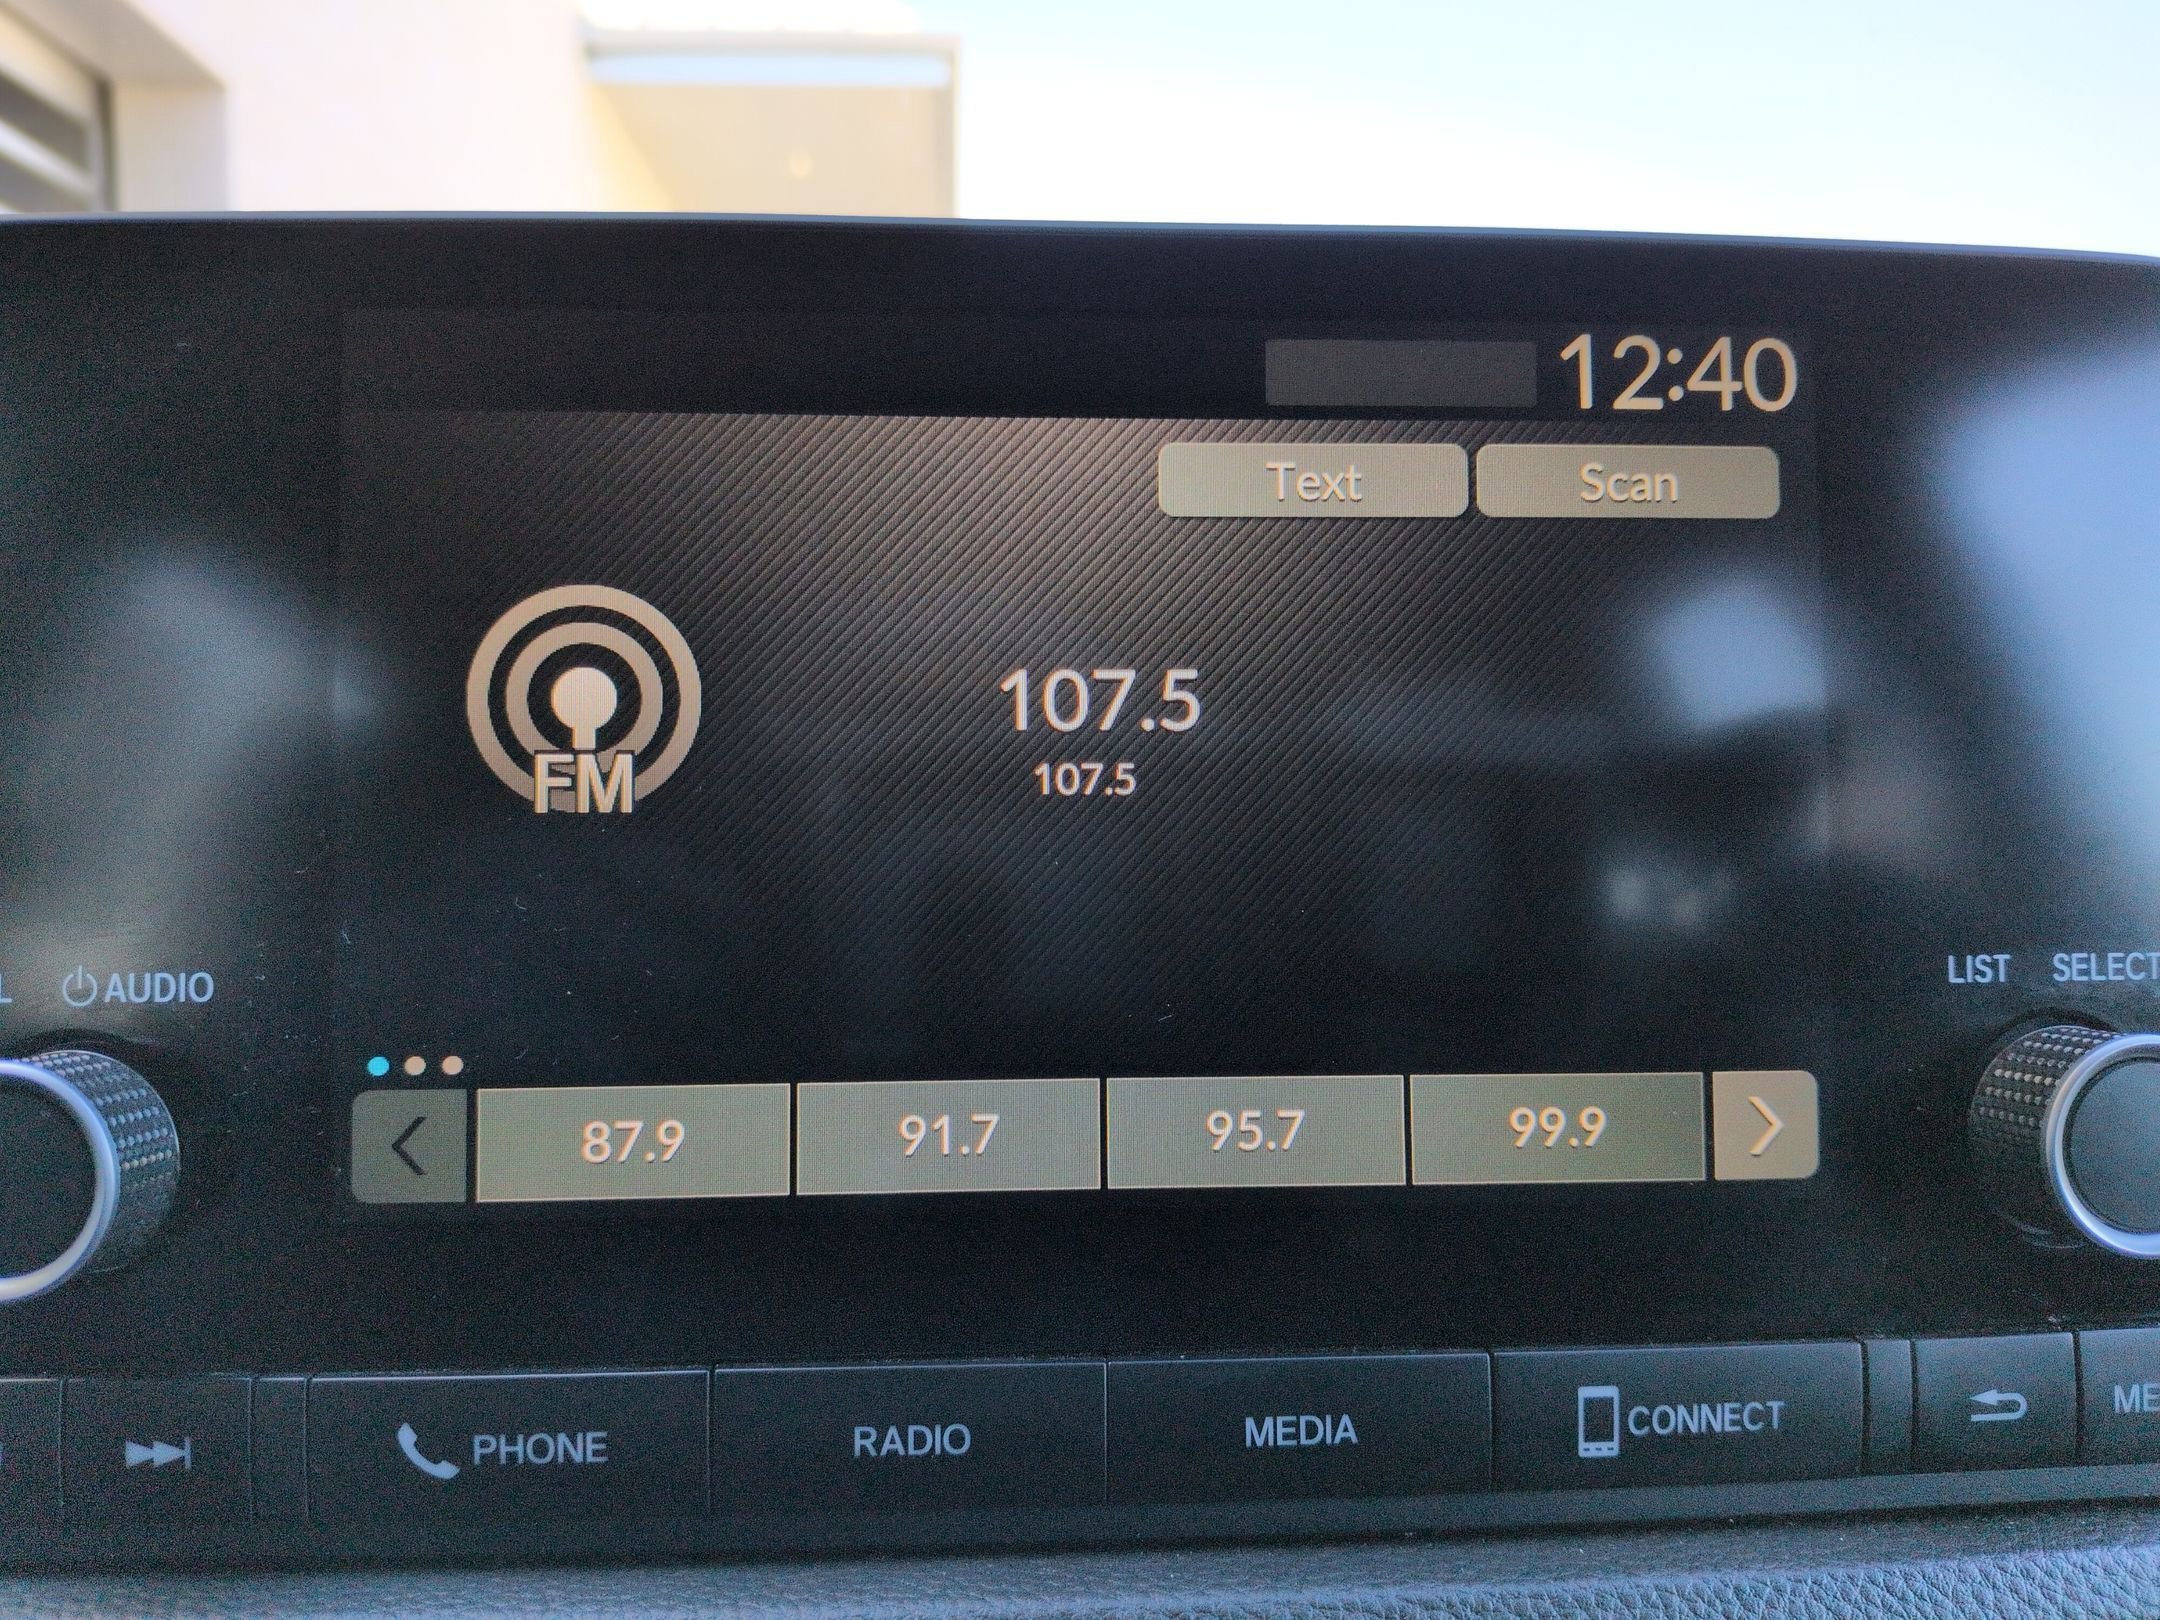 12:40
Text Scan
107.5
FM
107.5
AUDIO
LIST SELECT
87.9 91.7 95.7 99.9
PHONE RADIO MEDIA CONNECT